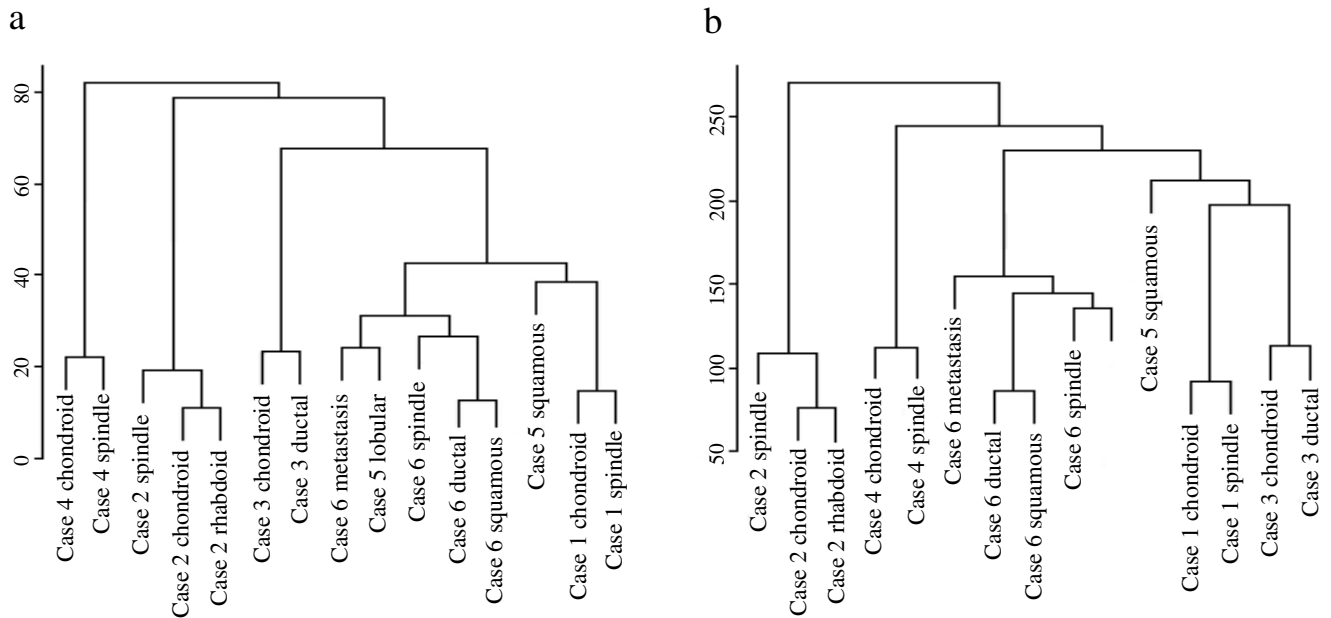 a
80
60
40
20
0
Case 4 chondroid
Case 4 spindle
Case 2 spindle
Case 2 chondroid
Case 2 rhabdoid
Case 3 chondroid
Case 3 ductal
Case 6 metastasis
Case 5 lobular
Case 6 spindle
Case 6 ductal
Case 6 squamous
Case 5 squamous
Case 1 chondroid
Case 1 spindle
b
250
200
150
100
50
Case 2 spindle
Case 2 chondroid
Case 2 rhabdoid
Case 4 chondroid
Case 4 spindle
Case 6 metastasis
Case 6 ductal
Case 6 squamous
Case 6 spindle
Case 5 squamous
Case 1 chondroid
Case 1 spindle
Case 3 chondroid
Case 3 ductal